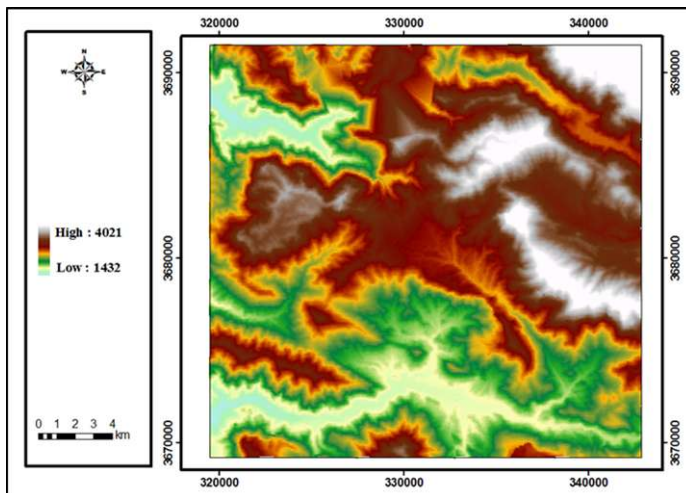 320000 330000 340000
N
W E
S
3690000 3690000
High : 4021
Low : 1432
3680000 3680000
0 1 2 3 4
km
3670000 3670000
320000 330000 340000